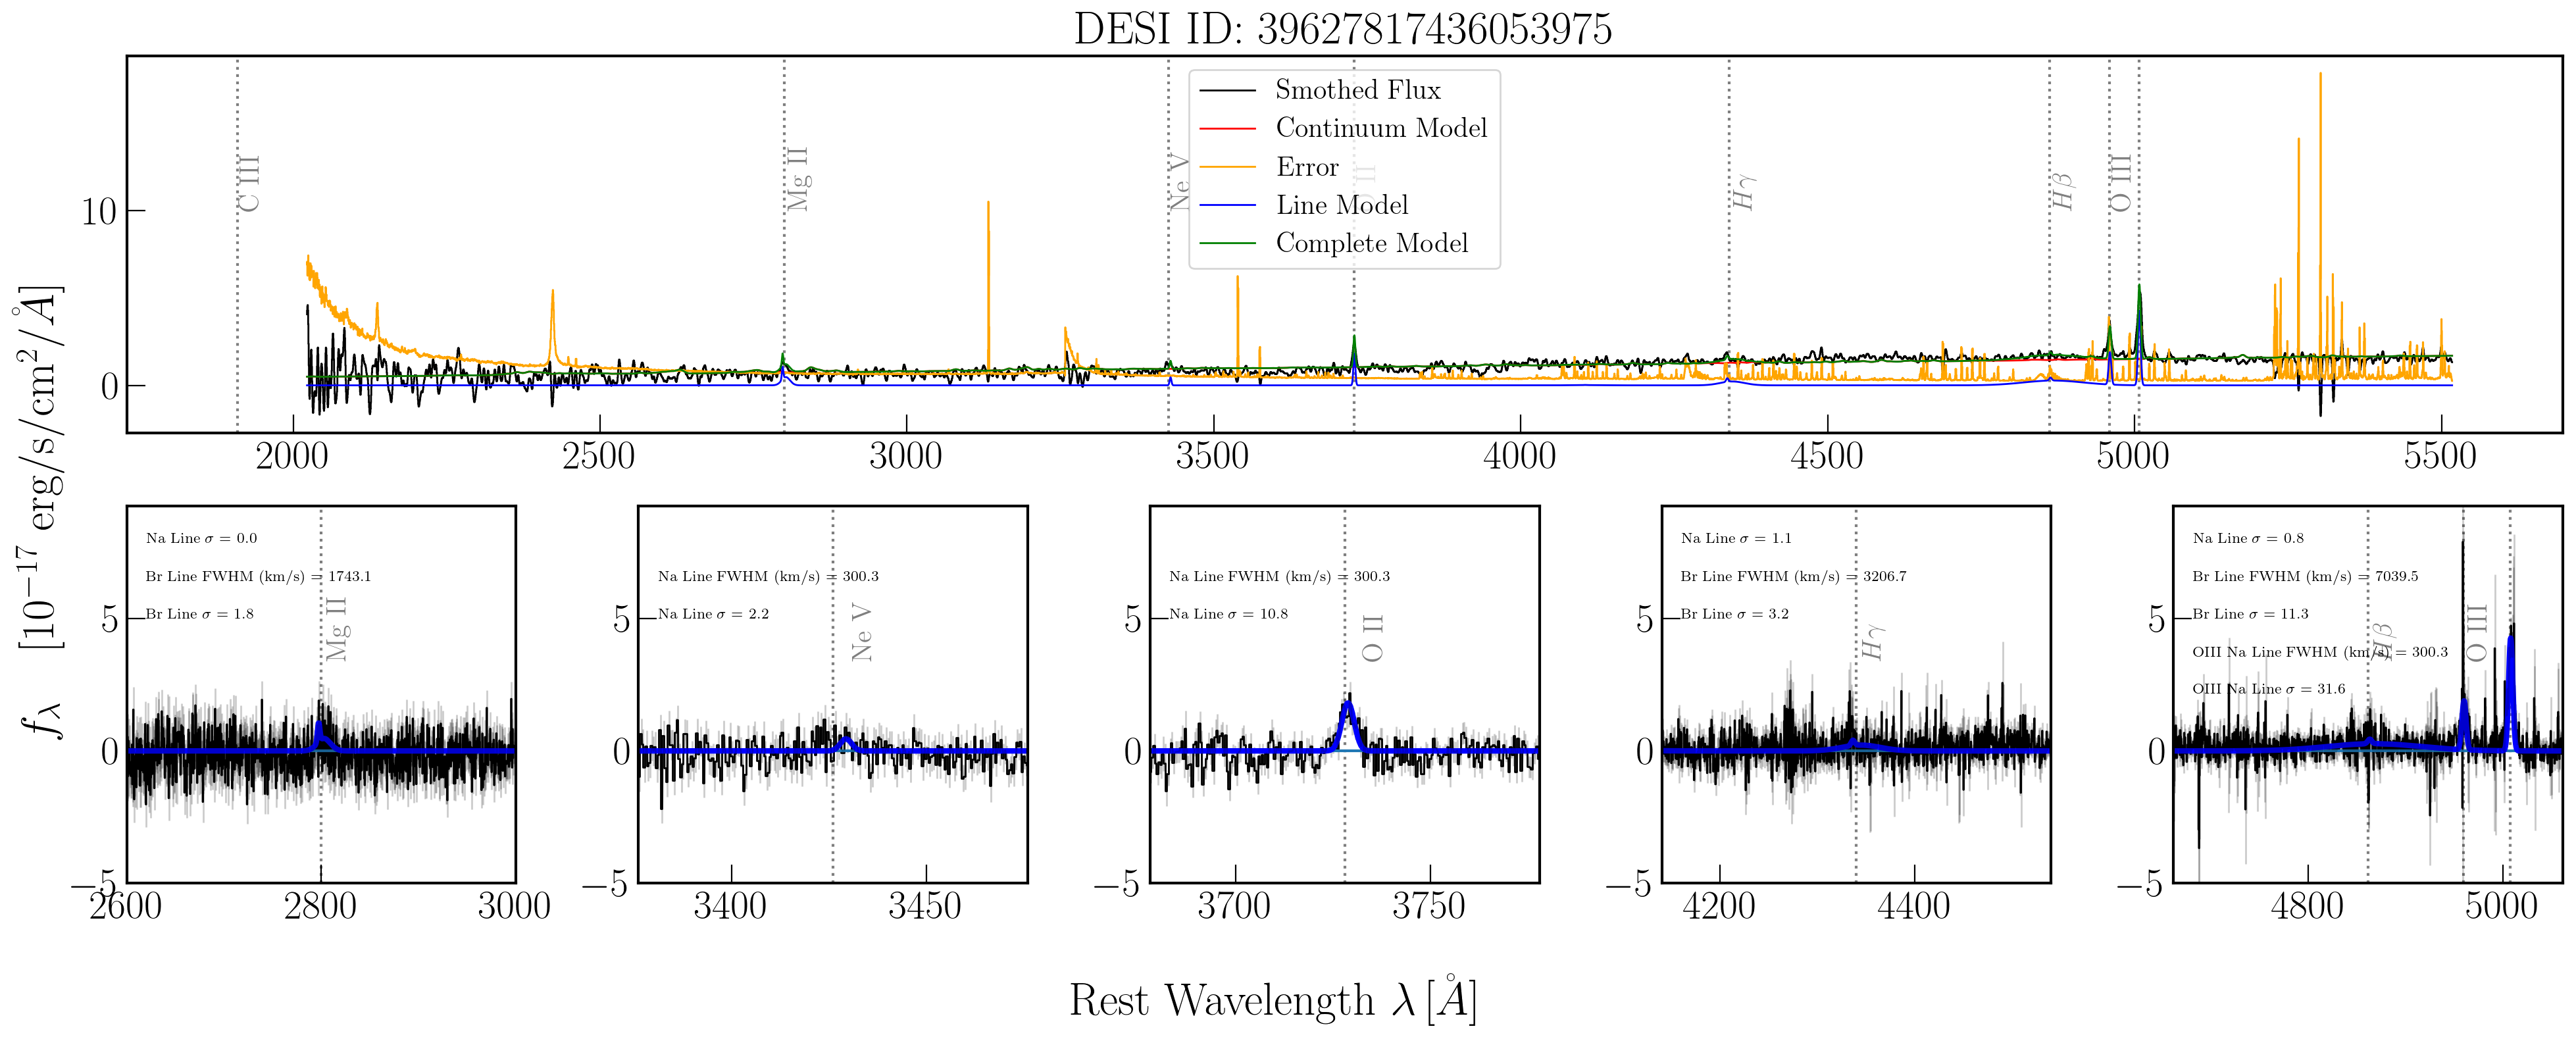 DESI ID: 39627817436053975
Smothed Flux
Continuum Model
Error
Line Model
Complete Model
C III
Mg II
Ne V
O II
Hγ
Hβ
O III
10
0
2000
2500
3000
3500
4000
4500
5000
5500
f_λ [10^{−17} erg/s/cm^2/Å]
Na Line σ = 0.0
Br Line FWHM (km/s) = 1743.1
Br Line σ = 1.8
Mg II
5
0
−5
2600
2800
3000
Na Line FWHM (km/s) = 300.3
Na Line σ = 2.2
Ne V
5
0
−5
3400
3450
Na Line FWHM (km/s) = 300.3
Na Line σ = 10.8
O II
5
0
−5
3700
3750
Na Line σ = 1.1
Br Line FWHM (km/s) = 3206.7
Br Line σ = 3.2
Hγ
5
0
−5
4200
4400
Na Line σ = 0.8
Br Line FWHM (km/s) = 7039.5
Br Line σ = 11.3
OIII Na Line FWHM (km/s) = 300.3
OIII Na Line σ = 31.6
Hβ
O III
5
0
−5
4800
5000
Rest Wavelength λ [Å]